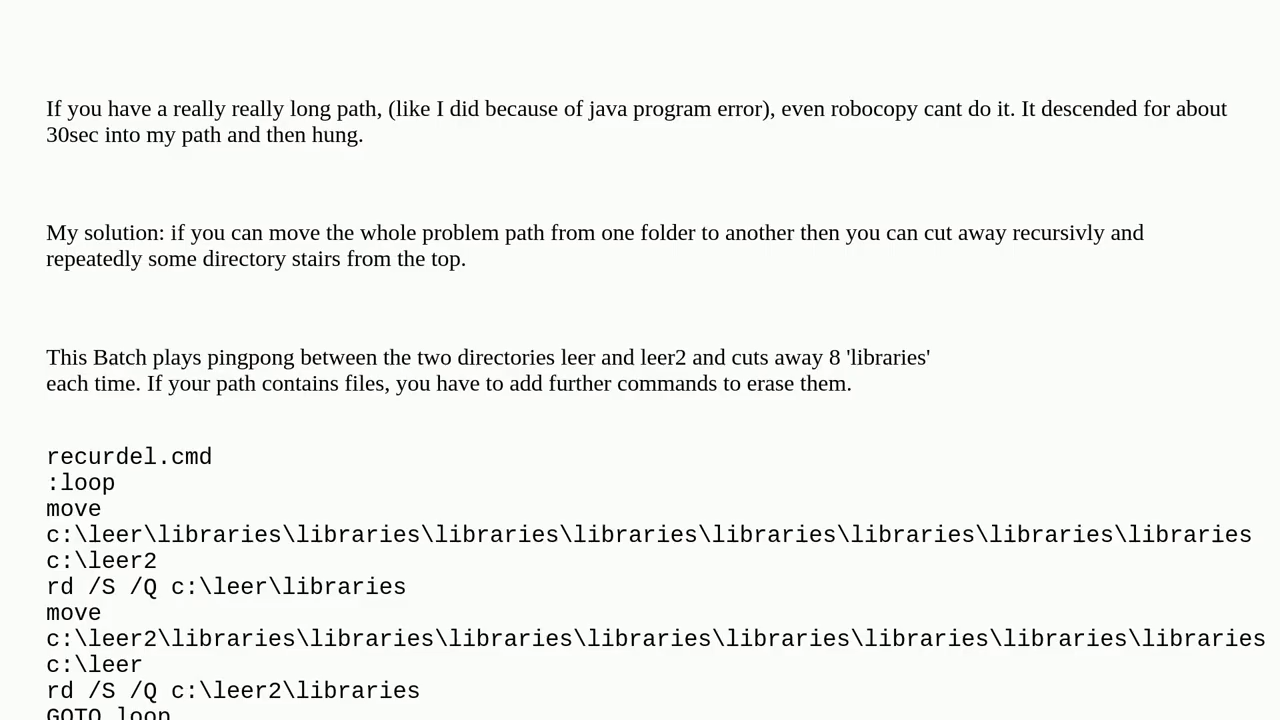 If you have a really really long path, (like I did because of java program error), even robocopy cant do it. It descended for about
30sec into my path and then hung.
My solution: if you can move the whole problem path from one folder to another then you can cut away recursivly and
repeatedly some directory stairs from the top.
This Batch plays pingpong between the two directories leer and leer2 and cuts away 8 'libraries'
each time. If your path contains files, you have to add further commands to erase them.
recurdel.cmd
:loop
move
c:\leer\libraries\libraries\libraries\libraries\libraries\libraries\libraries\libraries
c:\leer2
rd /S /Q c:\leer\libraries
move
c:\leer2\libraries\libraries\libraries\libraries\libraries\libraries\libraries\libraries
c:\leer
rd /S /Q c:\leer2\libraries
GOTO loop